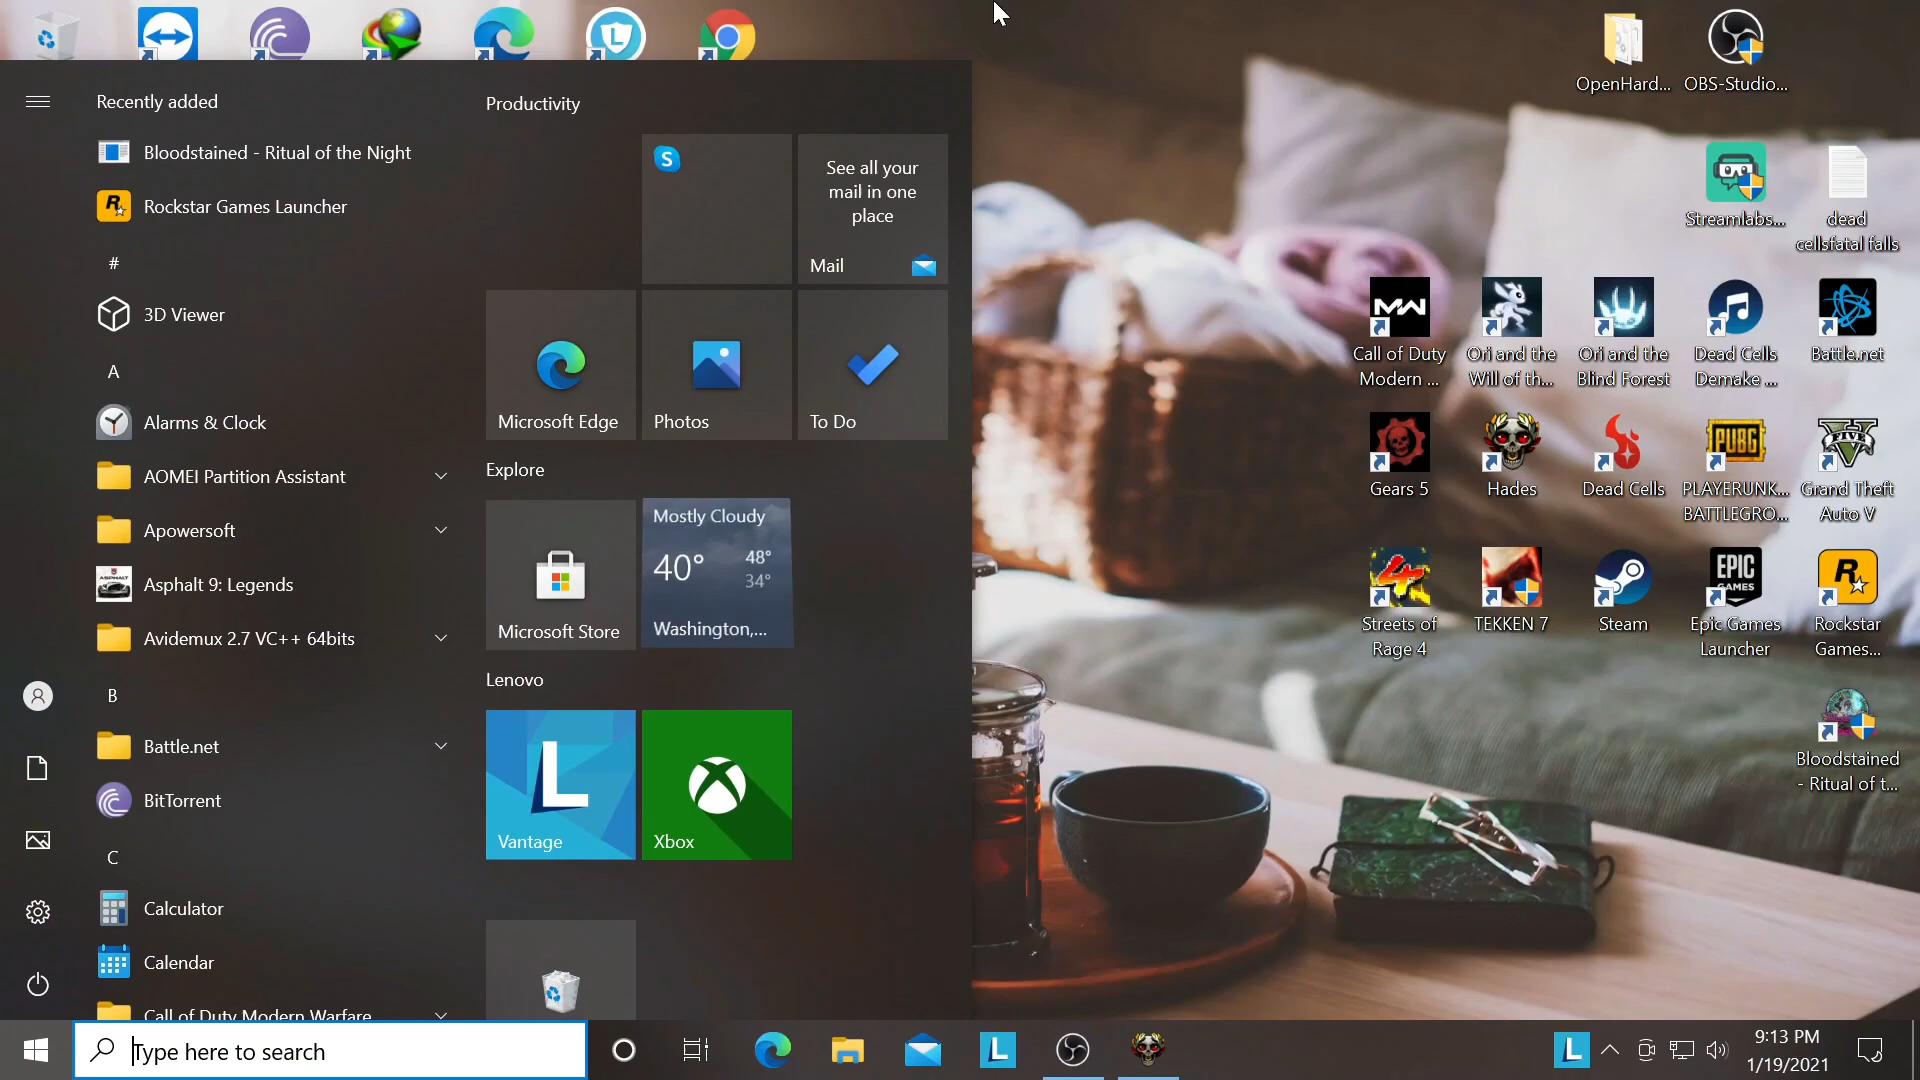 Recently added
Bloodstained - Ritual of the Night
Rockstar Games Launcher
#
3D Viewer
A
Alarms & Clock
AOMEI Partition Assistant
Apowersoft
Asphalt 9: Legends
Avidemux 2.7 VC++ 64bits
B
Battle.net
BitTorrent
C
Calculator
Calendar
Call of Duty Modern Warfare
Productivity
See all your
mail in one
place
Mail
Microsoft Edge
Photos
To Do
Explore
Microsoft Store
Mostly Cloudy
40°
48°
34°
Washington,...
Lenovo
Vantage
Xbox
OpenHard...
OBS-Studio...
Streamlabs...
dead
cellsfatal falls
Call of Duty
Modern ...
Ori and the
Will of th...
Ori and the
Blind Forest
Dead Cells
Demake ...
Battle.net
Gears 5
Hades
Dead Cells
PLAYERUNK...
BATTLEGRO...
Grand Theft
Auto V
Streets of
Rage 4
TEKKEN 7
Steam
Epic Games
Launcher
Rockstar
Games...
Bloodstained
- Ritual of t...
Type here to search
9:13 PM
1/19/2021